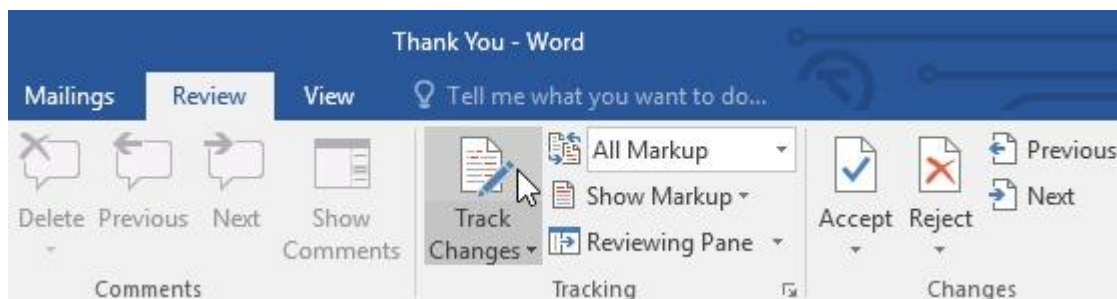 Thank You - Word
Mailings Review View Tell me what you want to do...
All Markup Previous
Show Markup Next
Delete Previous Next Show Comments Track Changes Accept Reject
Reviewing Pane
Comments Tracking Changes